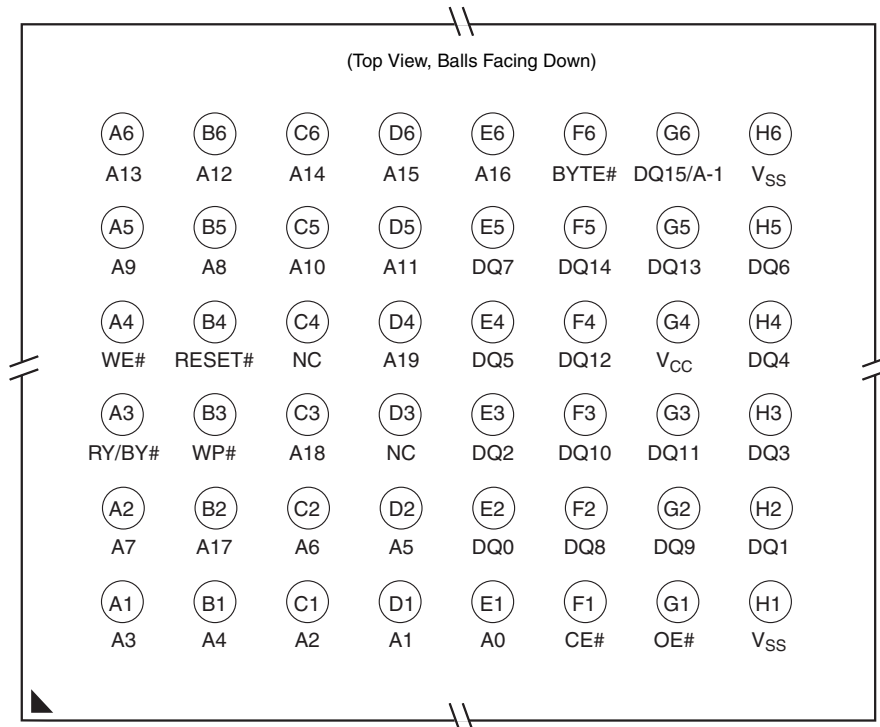 (Top View, Balls Facing Down)
A6 B6 C6 D6 E6 F6 G6 H6
A13 A12 A14 A15 A16 BYTE# DQ15/A-1 VSS
A5 B5 C5 D5 E5 F5 G5 H5
A9 A8 A10 A11 DQ7 DQ14 DQ13 DQ6
A4 B4 C4 D4 E4 F4 G4 H4
WE# RESET# NC A19 DQ5 DQ12 VCC DQ4
A3 B3 C3 D3 E3 F3 G3 H3
RY/BY# WP# A18 NC DQ2 DQ10 DQ11 DQ3
A2 B2 C2 D2 E2 F2 G2 H2
A7 A17 A6 A5 DQ0 DQ8 DQ9 DQ1
A1 B1 C1 D1 E1 F1 G1 H1
A3 A4 A2 A1 A0 CE# OE# VSS